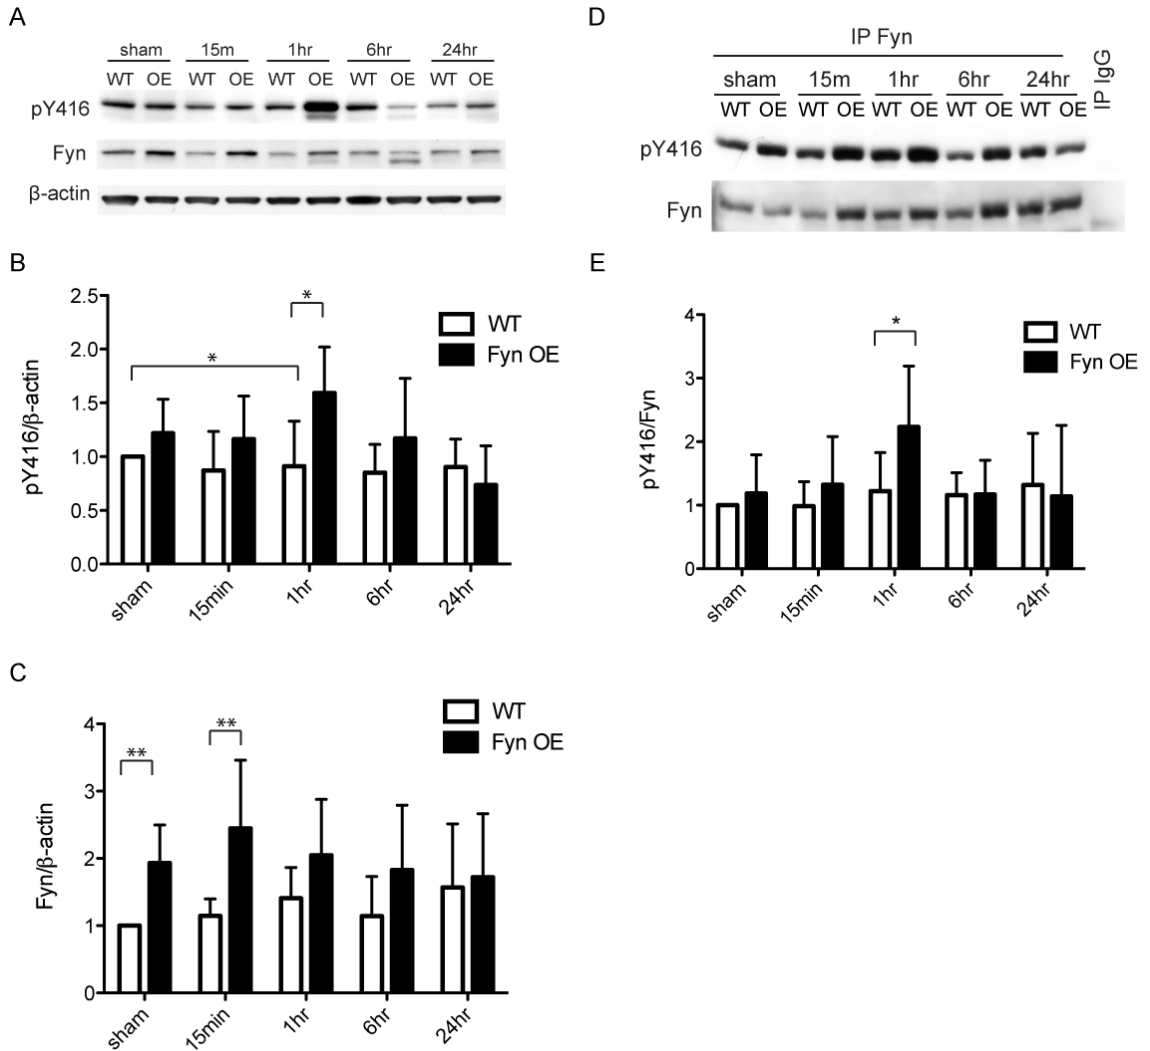 A
sham 15m 1hr 6hr 24hr
WT OE WT OE WT OE WT OE WT OE
pY416
Fyn
β-actin
D
IP Fyn
IP IgG
sham 15m 1hr 6hr 24hr
WT OE WT OE WT OE WT OE WT OE
pY416
Fyn
B
pY416/β-actin
2.5
2.0
1.5
1.0
0.5
0.0
*
*
WT
Fyn OE
sham 15min 1hr 6hr 24hr
E
pY416/Fyn
4
3
2
1
0
*
WT
Fyn OE
sham 15min 1hr 6hr 24hr
C
Fyn/β-actin
4
3
2
1
0
**
**
WT
Fyn OE
sham 15min 1hr 6hr 24hr